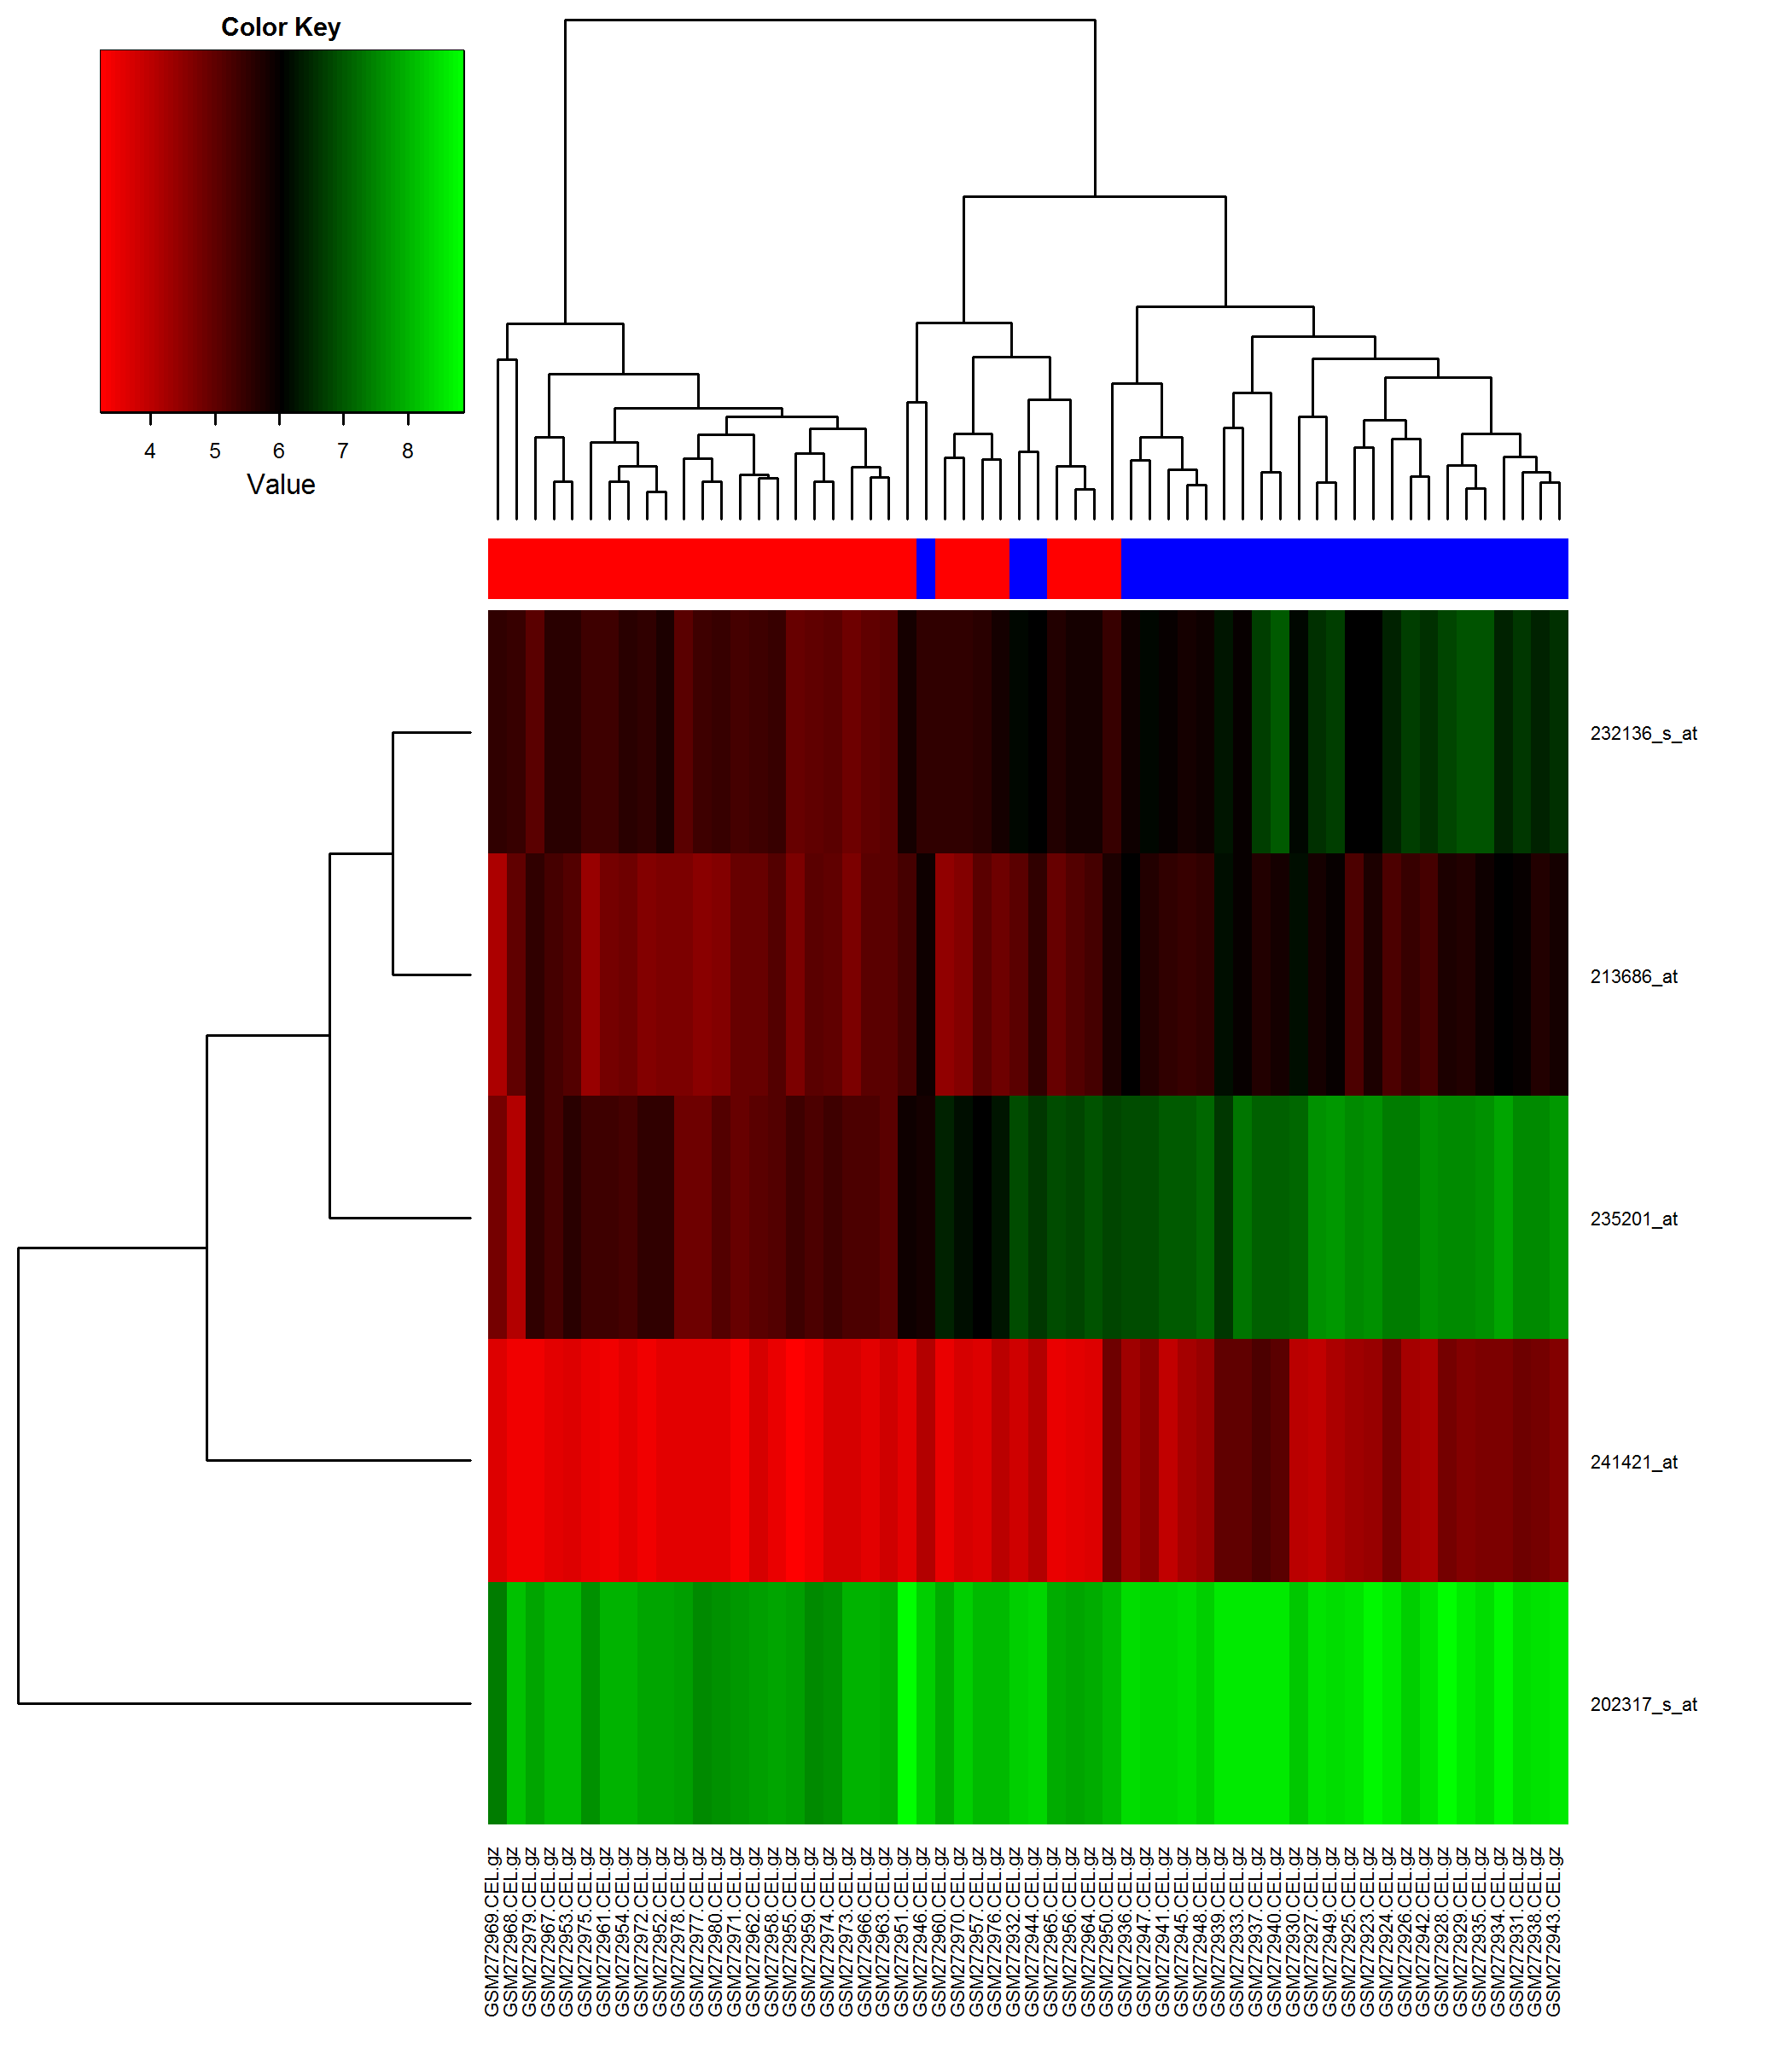 Color Key
4 5 6 7 8
Value
232136_s_at
213686_at
235201_at
241421_at
202317_s_at
GSM272969.CEL.gz
GSM272968.CEL.gz
GSM272979.CEL.gz
GSM272967.CEL.gz
GSM272953.CEL.gz
GSM272975.CEL.gz
GSM272961.CEL.gz
GSM272954.CEL.gz
GSM272972.CEL.gz
GSM272952.CEL.gz
GSM272978.CEL.gz
GSM272977.CEL.gz
GSM272980.CEL.gz
GSM272971.CEL.gz
GSM272962.CEL.gz
GSM272958.CEL.gz
GSM272955.CEL.gz
GSM272959.CEL.gz
GSM272974.CEL.gz
GSM272973.CEL.gz
GSM272966.CEL.gz
GSM272963.CEL.gz
GSM272951.CEL.gz
GSM272946.CEL.gz
GSM272960.CEL.gz
GSM272970.CEL.gz
GSM272957.CEL.gz
GSM272976.CEL.gz
GSM272932.CEL.gz
GSM272944.CEL.gz
GSM272965.CEL.gz
GSM272956.CEL.gz
GSM272964.CEL.gz
GSM272950.CEL.gz
GSM272936.CEL.gz
GSM272947.CEL.gz
GSM272941.CEL.gz
GSM272945.CEL.gz
GSM272948.CEL.gz
GSM272939.CEL.gz
GSM272933.CEL.gz
GSM272937.CEL.gz
GSM272940.CEL.gz
GSM272930.CEL.gz
GSM272927.CEL.gz
GSM272949.CEL.gz
GSM272925.CEL.gz
GSM272923.CEL.gz
GSM272924.CEL.gz
GSM272926.CEL.gz
GSM272942.CEL.gz
GSM272928.CEL.gz
GSM272929.CEL.gz
GSM272935.CEL.gz
GSM272934.CEL.gz
GSM272931.CEL.gz
GSM272938.CEL.gz
GSM272943.CEL.gz